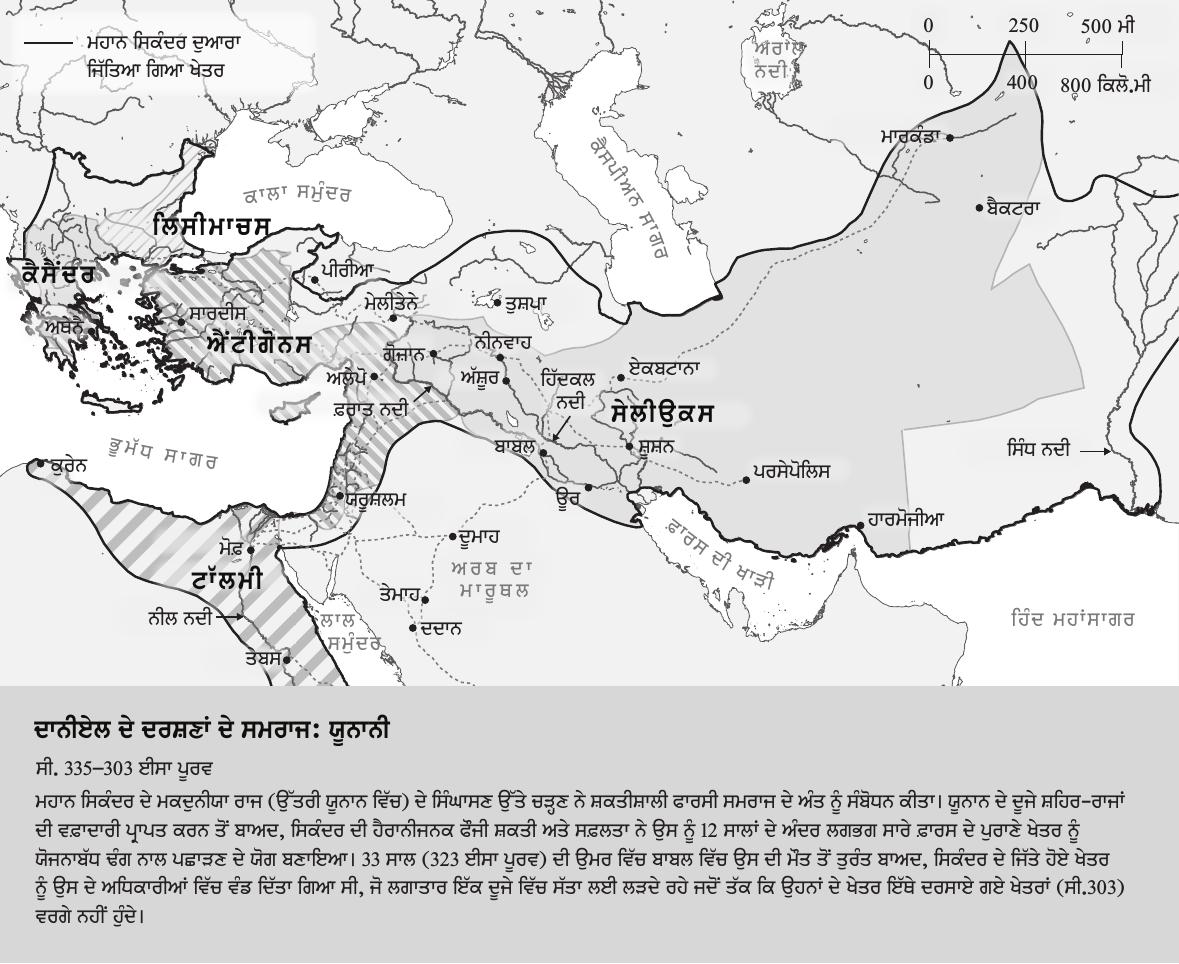 ਮਹਾਨ ਸਿਕੰਦਰ ਦੁਆਰਾ
ਜਿੱਤਿਆ ਗਿਆ ਖੇਤਰ
0 250 500 ਮੀ
0 400 800 ਕਿਲੋ.ਮੀ
ਅਰਾਲ
ਨਦੀ
ਮਾਰਕੰਡਾ
ਬੈਕਟਰਾ
ਕੈਸਪੀਅਨ ਸਾਗਰ
ਕਾਲਾ ਸਮੁੰਦਰ
ਲਿਸੀਮਾਚਸ
ਕੈਸੈਂਦਰ
ਪੀਰੀਆ
ਮੇਲੀਤੇਨੇ
ਤੁਸ਼ਪਾ
ਸਾਰਦੀਸ
ਅਥੇਨੈ
ਐਂਟੀਗੋਨਸ
ਗੋਜ਼ਾਨ
ਨੀਨਵਾਹ
ਅਲੇਪੋ
ਅੱਸ਼ੂਰ
ਹਿੱਦਕਲ
ਨਦੀ
ਏਕਬਟਾਨਾ
ਫ਼ਰਾਤ ਨਦੀ
ਸੇਲੀਉਕਸ
ਭੂਮੱਧ ਸਾਗਰ
ਬਾਬਲ
ਸ਼ੂਸ਼ਨ
ਸਿੰਧ ਨਦੀ
ਕੁਰੇਨ
ਪਰਸੇਪੋਲਿਸ
ਯਰੂਸ਼ਲਮ
ਊਰ
ਹਾਰਮੋਜੀਆ
ਮੋਫ਼
ਦੂਮਾਹ
ਫ਼ਾਰਸ ਦੀ ਖਾੜੀ
ਟਾੱਲਮੀ
ਅਰਬ ਦਾ
ਮਾਰੂਥਲ
ਤੇਮਾਹ
ਨੀਲ ਨਦੀ
ਲਾਲ
ਸਮੁੰਦਰ
ਦਦਾਨ
ਹਿੰਦ ਮਹਾਂਸਾਗਰ
ਤੇਬਸ
ਦਾਨੀਏਲ ਦੇ ਦਰਸ਼ਣਾਂ ਦੇ ਸਮਰਾਜ: ਯੂਨਾਨੀ
ਸੀ. 335–303 ਈਸਾ ਪੂਰਵ
ਮਹਾਨ ਸਿਕੰਦਰ ਦੇ ਮਕਦੁਨੀਯਾ ਰਾਜ (ਉੱਤਰੀ ਯੂਨਾਨ ਵਿੱਚ) ਦੇ ਸਿੰਘਾਸਣ ਉੱਤੇ ਚੜ੍ਹਣ ਨੇ ਸ਼ਕਤੀਸ਼ਾਲੀ ਫਾਰਸੀ ਸਮਰਾਜ ਦੇ ਅੰਤ ਨੂੰ ਸੰਬੋਧਨ ਕੀਤਾ। ਯੂਨਾਨ ਦੇ ਦੂਜੇ ਸ਼ਹਿਰ-ਰਾਜਾਂ
ਦੀ ਵਫ਼ਾਦਾਰੀ ਪ੍ਰਾਪਤ ਕਰਨ ਤੋਂ ਬਾਅਦ, ਸਿਕੰਦਰ ਦੀ ਹੈਰਾਨੀਜਨਕ ਫੌਜੀ ਸ਼ਕਤੀ ਅਤੇ ਸਫ਼ਲਤਾ ਨੇ ਉਸ ਨੂੰ 12 ਸਾਲਾਂ ਦੇ ਅੰਦਰ ਲਗਭਗ ਸਾਰੇ ਫ਼ਾਰਸ ਦੇ ਪੁਰਾਣੇ ਖੇਤਰ ਨੂੰ
ਯੋਜਨਾਬੱਧ ਢੰਗ ਨਾਲ ਪਛਾੜਣ ਦੇ ਯੋਗ ਬਣਾਇਆ। 33 ਸਾਲ (323 ਈਸਾ ਪੂਰਵ) ਦੀ ਉਮਰ ਵਿੱਚ ਬਾਬਲ ਵਿੱਚ ਉਸ ਦੀ ਮੌਤ ਤੋਂ ਤੁਰੰਤ ਬਾਅਦ, ਸਿਕੰਦਰ ਦੇ ਜਿੱਤੇ ਹੋਏ ਖੇਤਰ
ਨੂੰ ਉਸ ਦੇ ਅਧਿਕਾਰੀਆਂ ਵਿੱਚ ਵੰਡ ਦਿੱਤਾ ਗਿਆ ਸੀ, ਜੋ ਲਗਾਤਾਰ ਇੱਕ ਦੂਜੇ ਵਿੱਚ ਸੱਤਾ ਲਈ ਲੜਦੇ ਰਹੇ ਜਦੋਂ ਤੱਕ ਕਿ ਉਹਨਾਂ ਦੇ ਖੇਤਰ ਇੱਥੇ ਦਰਸਾਏ ਗਏ ਖੇਤਰਾਂ (ਸੀ.303)
ਵਰਗੇ ਨਹੀਂ ਹੁੰਦੇ।